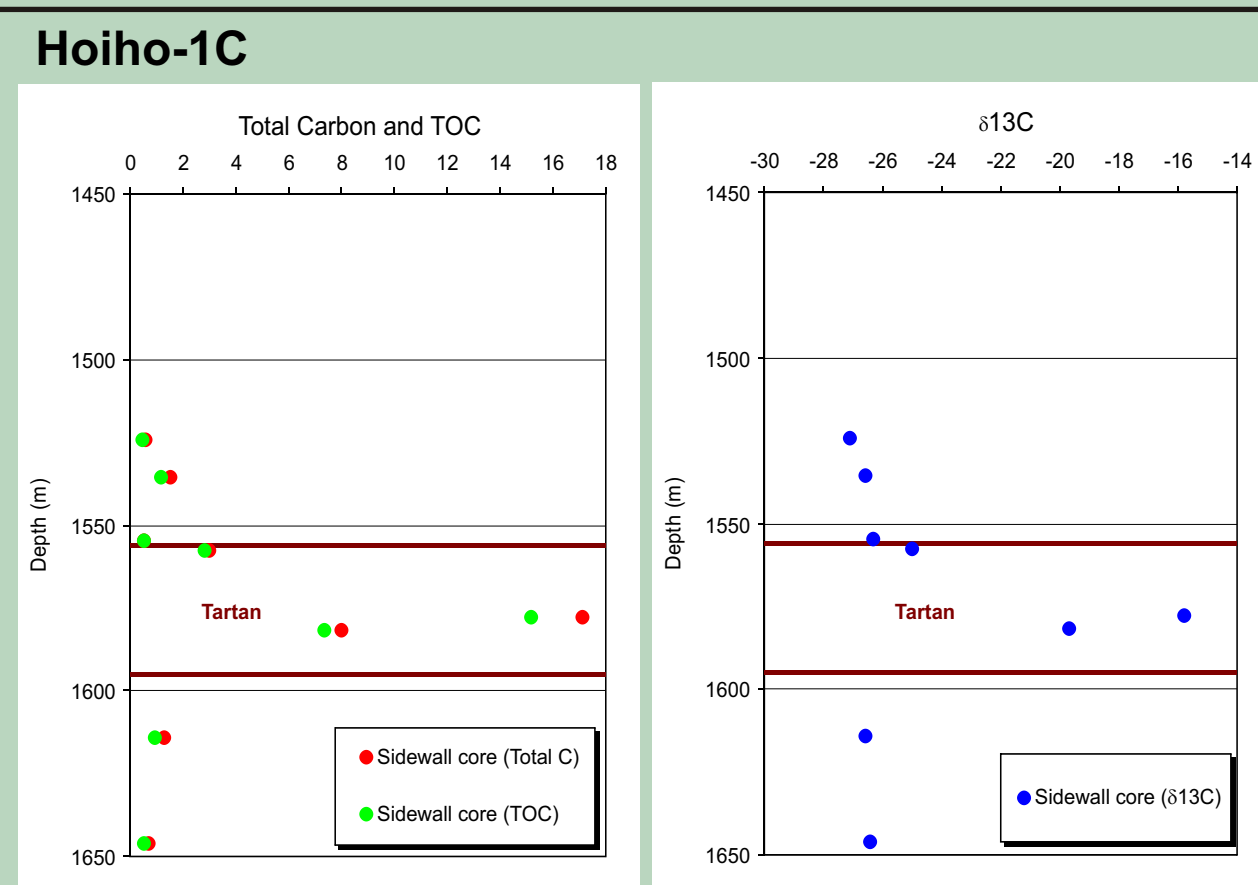 Hoiho-1C
Total Carbon and TOC
0 2 4 6 8 10 12 14 16 18
1450
1500
1550
1600
1650
Depth (m)
Tartan
Sidewall core (Total C)
Sidewall core (TOC)
δ13C
-30 -28 -26 -24 -22 -20 -18 -16 -14
1450
1500
1550
1600
1650
Depth (m)
Tartan
Sidewall core (δ13C)